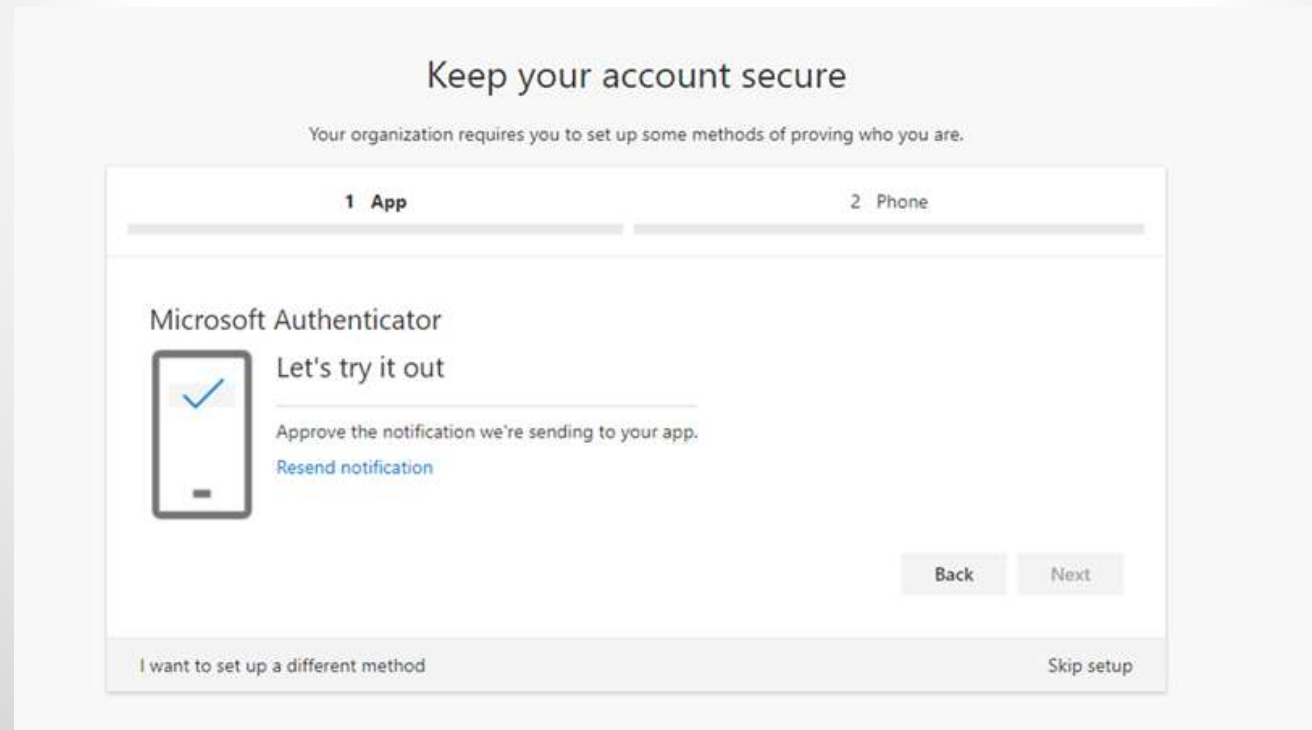 Keep your account secure
Your organization requires you to set up some methods of proving who you are.
1 App
2 Phone
Microsoft Authenticator
Let's try it out
Approve the notification we're sending to your app.
Resend notification
Back
Next
I want to set up a different method
Skip setup